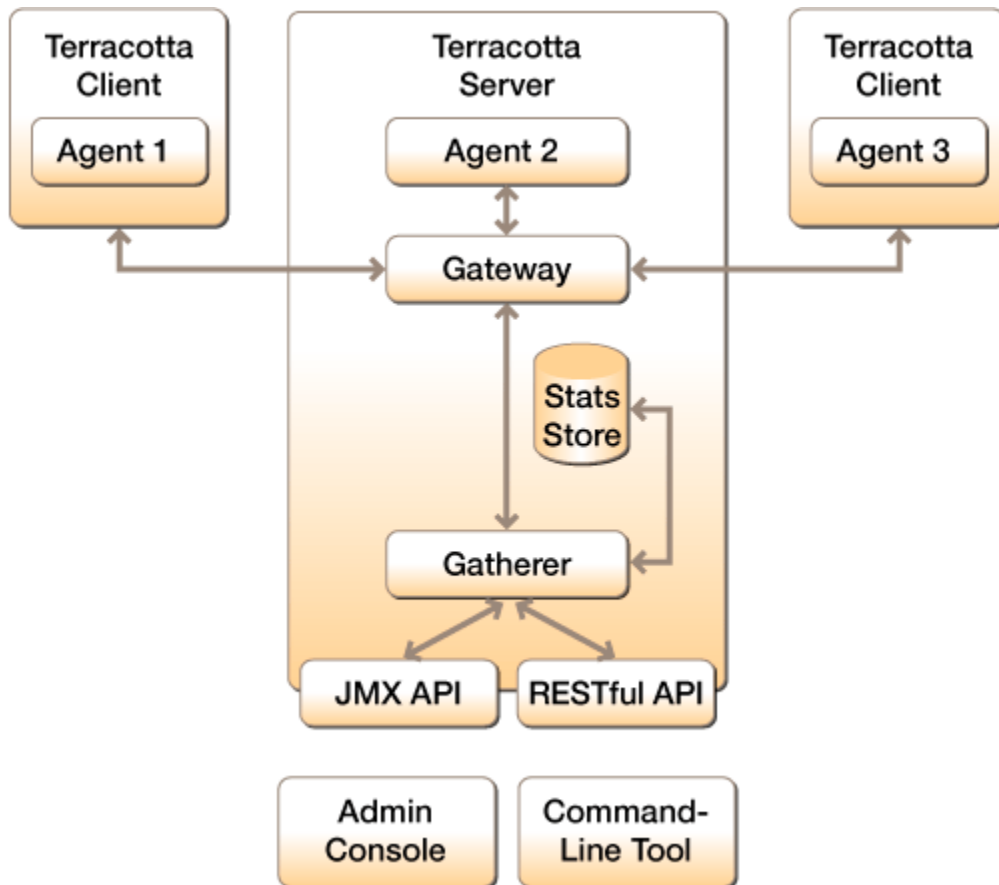 Terracotta
Client
Agent 1
Terracotta
Server
Agent 2
Terracotta
Client
Agent 3
Gateway
Stats
Store
Gatherer
JMX API
RESTful API
Admin
Console
Command-
Line Tool